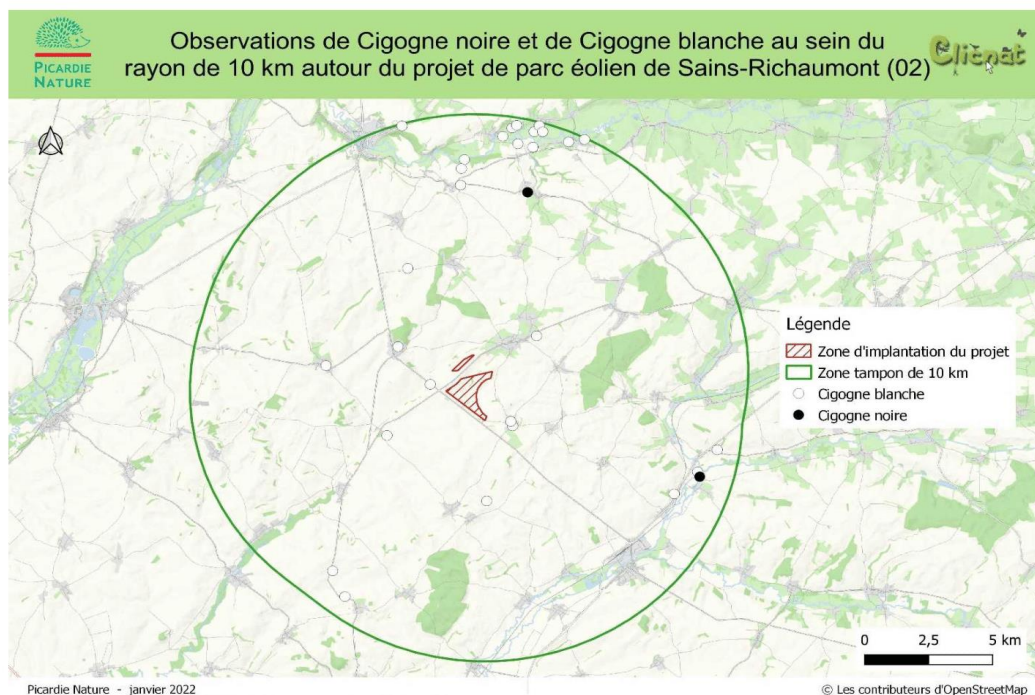 Observations de Cigogne noire et de Cigogne blanche au sein du
rayon de 10 km autour du projet de parc éolien de Sains-Richaumont (02)
PICARDIE
NATURE
Clicnat
Légende
Zone d'implantation du projet
Zone tampon de 10 km
Cigogne blanche
Cigogne noire
0 2,5 5 km
Picardie Nature - janvier 2022
© Les contributeurs d'OpenStreetMap